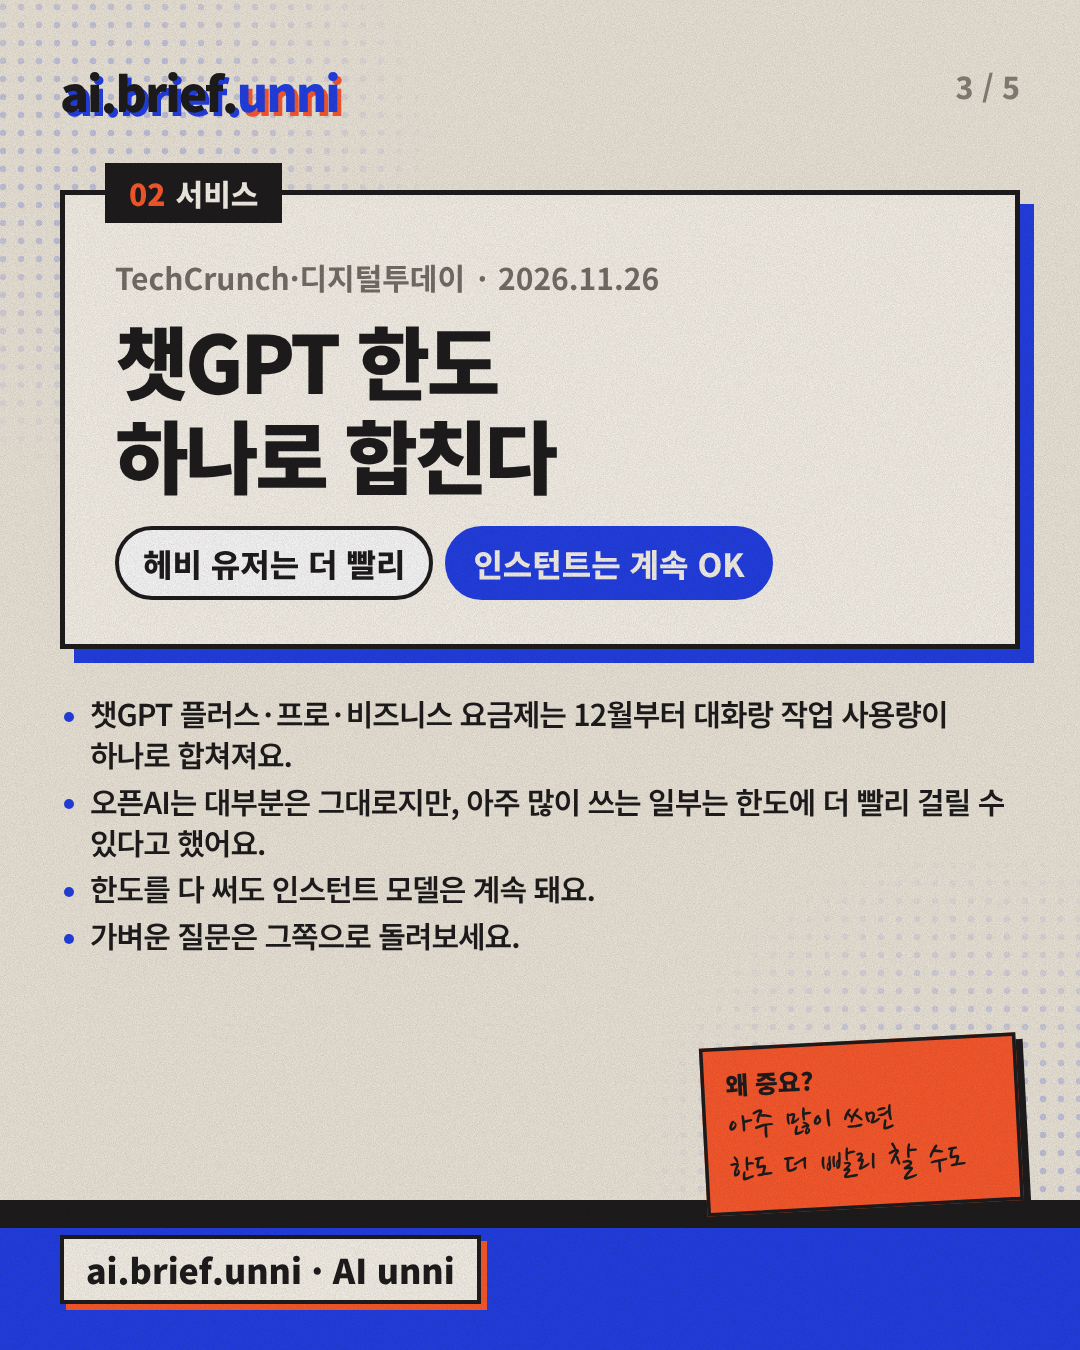 ai.brief.unni
3 / 5
02 서비스
TechCrunch·디지털투데이 · 2026.11.26
챗GPT 한도
하나로 합친다
헤비 유저는 더 빨리
인스턴트는 계속 OK
• 챗GPT 플러스·프로·비즈니스 요금제는 12월부터 대화랑 작업 사용량이
하나로 합쳐져요.
• 오픈AI는 대부분은 그대로지만, 아주 많이 쓰는 일부는 한도에 더 빨리 걸릴 수
있다고 했어요.
• 한도를 다 써도 인스턴트 모델은 계속 돼요.
• 가벼운 질문은 그쪽으로 돌려보세요.
왜 중요?
아주 많이 쓰면
한도 더 빨리 찰 수도
ai.brief.unni · AI unni